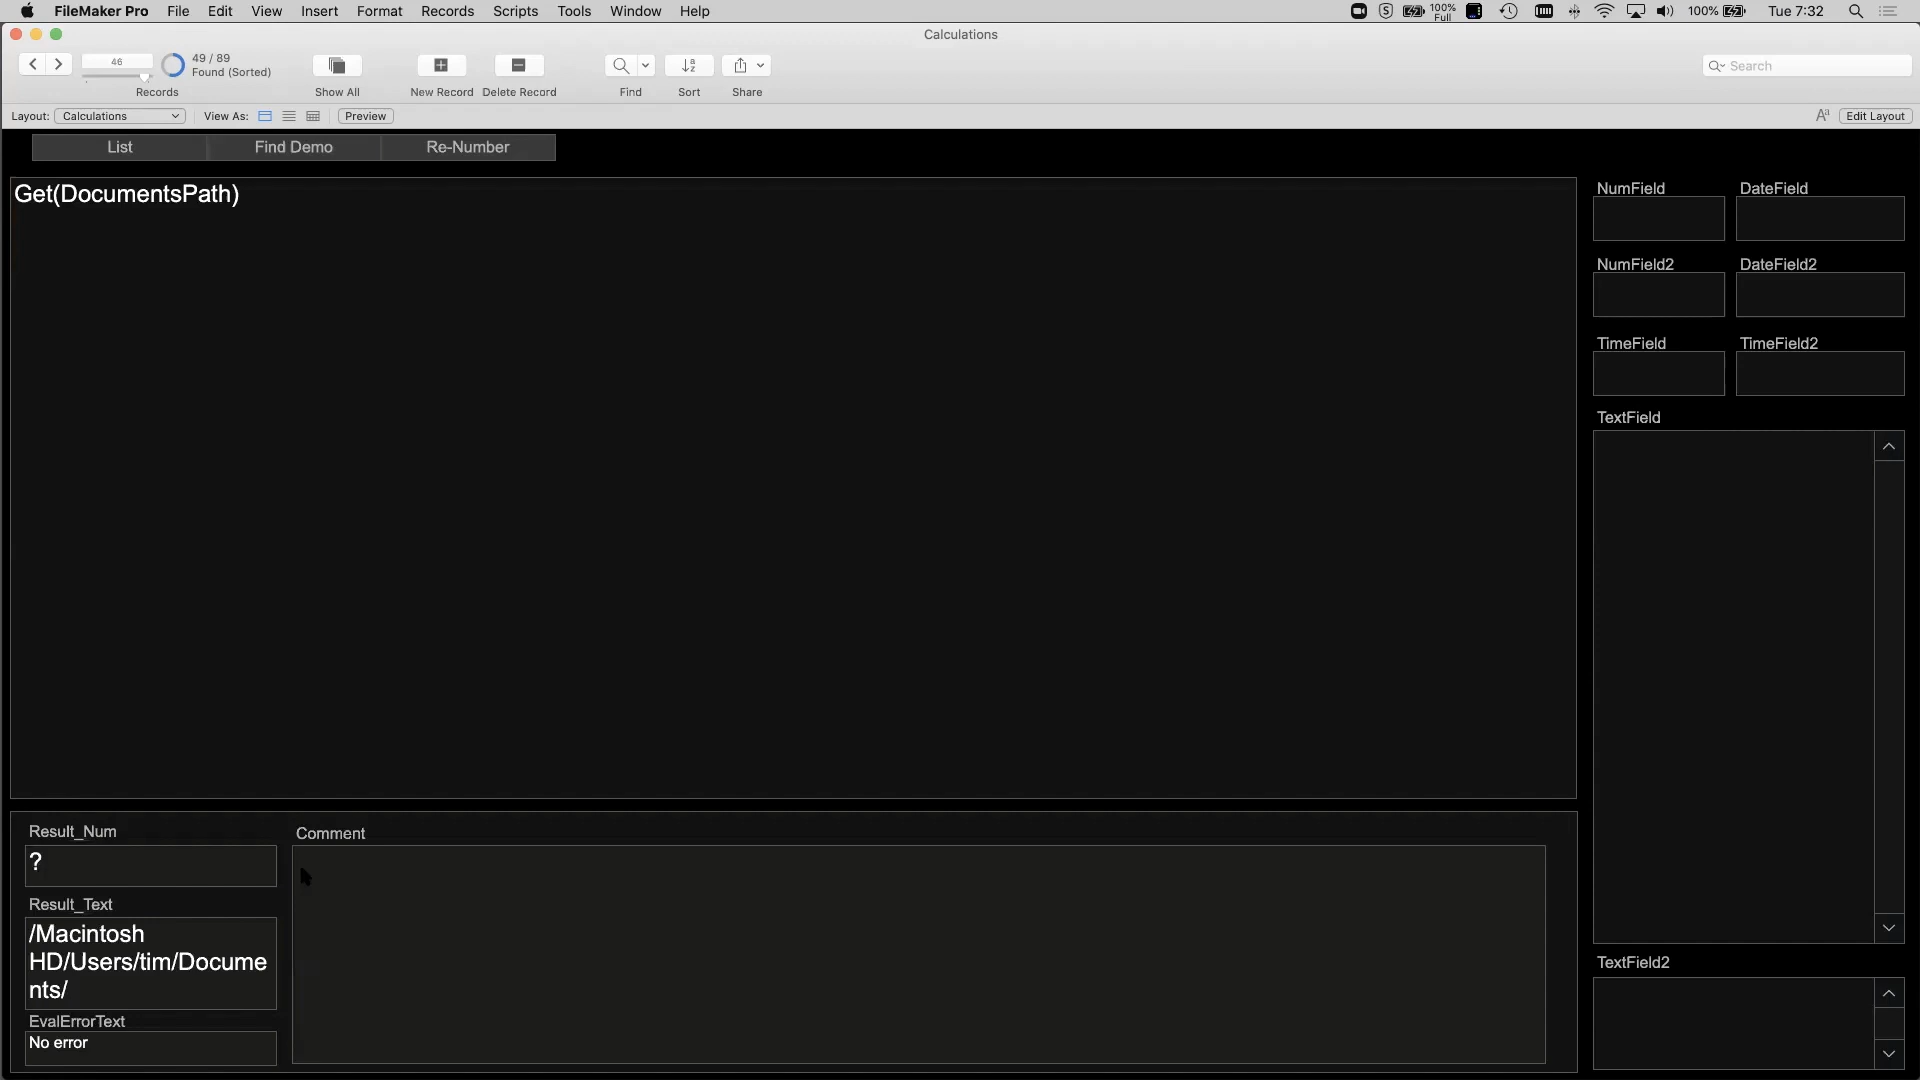 FileMaker Pro File Edit View Insert Format Records Scripts Tools Window Help
100% Full 100% Tue 7:32
Calculations
46
49 / 89
Found (Sorted)
Records
Show All
New Record
Delete Record
Find
Sort
Share
Search
Layout: Calculations View As: Preview Aa Edit Layout
List Find Demo Re-Number
Get(DocumentsPath)
NumField DateField
NumField2 DateField2
TimeField TimeField2
TextField
TextField2
Result_Num
?
Result_Text
/Macintosh
HD/Users/tim/Docume
nts/
EvalErrorText
No error
Comment